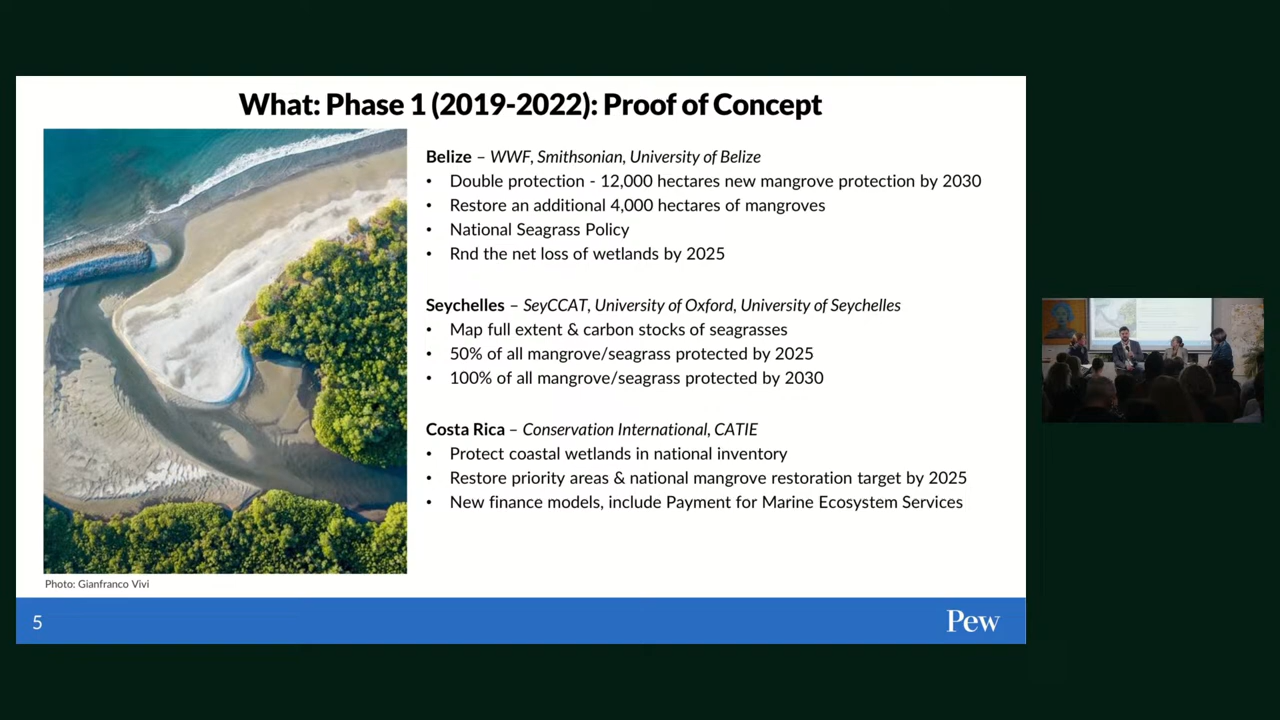 What: Phase 1 (2019-2022): Proof of Concept
Belize – WWF, Smithsonian, University of Belize
• Double protection - 12,000 hectares new mangrove protection by 2030
• Restore an additional 4,000 hectares of mangroves
• National Seagrass Policy
• Rnd the net loss of wetlands by 2025
Seychelles – SeyCCAT, University of Oxford, University of Seychelles
• Map full extent & carbon stocks of seagrasses
• 50% of all mangrove/seagrass protected by 2025
• 100% of all mangrove/seagrass protected by 2030
Costa Rica – Conservation International, CATIE
• Protect coastal wetlands in national inventory
• Restore priority areas & national mangrove restoration target by 2025
• New finance models, include Payment for Marine Ecosystem Services
Photo: Gianfranco Vivi
5
Pew